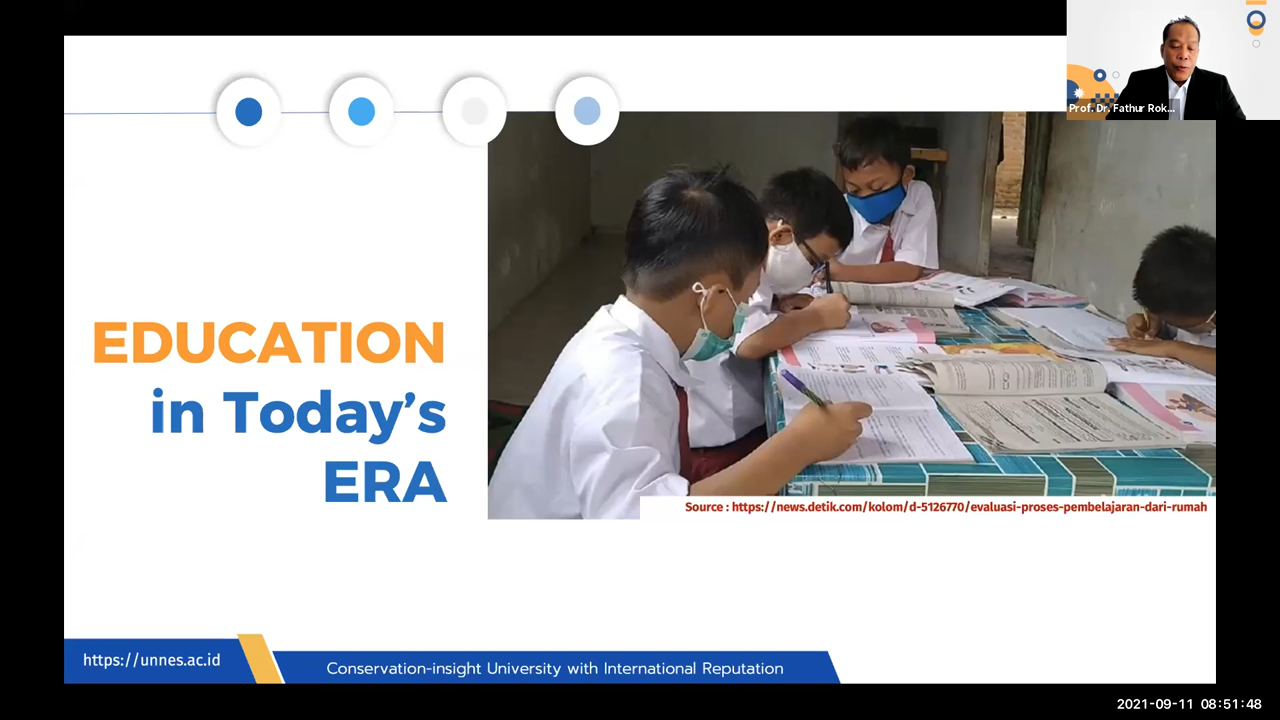 Prof. Dr. Fathur Rok...
EDUCATION
in Today's
ERA
Source : https://news.detik.com/kolom/d-5126770/evaluasi-proses-pembelajaran-dari-rumah
https://unnes.ac.id
Conservation-insight University with International Reputation
2021-09-11 08:51:48